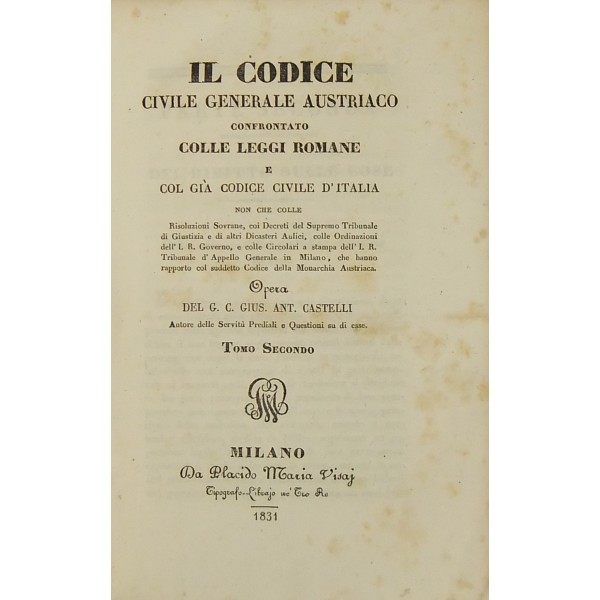 IL CODICE
CIVILE GENERALE AUSTRIACO
CONFRONTATO
COLLE LEGGI ROMANE
E
COL GIÀ CODICE CIVILE D'ITALIA
NON CHE COLLE
Risoluzioni Sovrane, coi Decreti del Supremo Tribunale
di Giustizia e di altri Dicasteri Aulici, colle Ordinazioni
dell' I. R. Governo, e colle Circolari a stampa dell' I. R.
Tribunale d' Appello Generale in Milano, che hanno
rapporto col suddetto Codice della Monarchia Austriaca.
Opera
DEL G. C. GIUS. ANT. CASTELLI
Autore delle Servitù Prediali e Questioni su di esse.
TOMO SECONDO
MILANO
Da Placido Maria Visaj
Tipografo-Librajo ne' Tre Re
1831